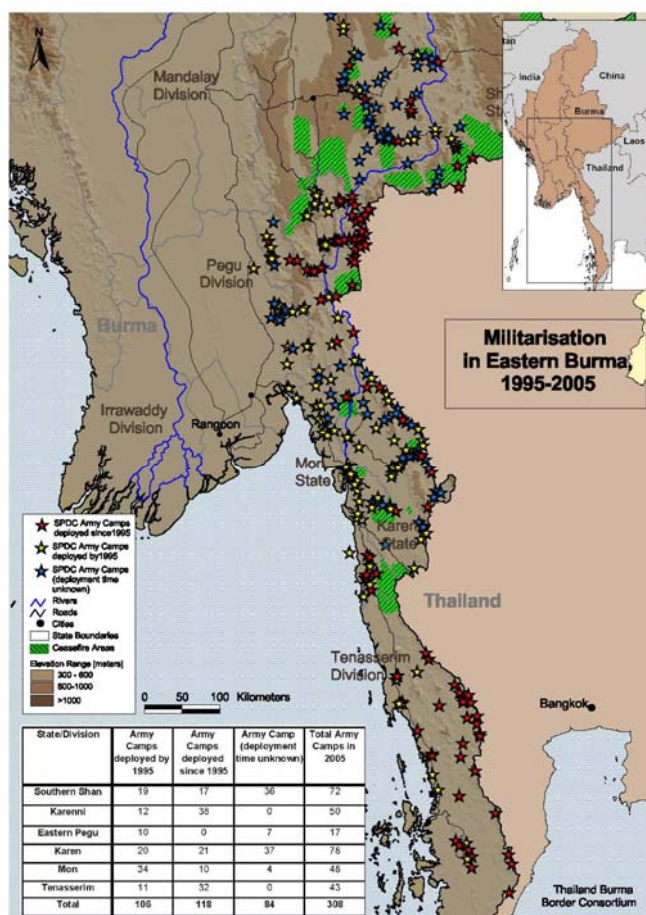 N
Mandalay
Division
Sh
St
tan
India
China
Burma
Laos
Thailand
Pegu
Division
Burma
Militarisation
in Eastern Burma,
1995-2005
Irrawaddy
Division
Rangoon
Mon
State
Karen
State
Thailand
Tenasserim
Division
Bangkok
SPDC Army Camps
deployed since1995
SPDC Army Camps
deployed by1995
SPDC Army Camps
(deployment time
unknown)
Rivers
Roads
Cities
State Boundaries
Ceasefire Areas
Elevation Range [meters]
300 - 600
>1000
0 50 100 Kilometers
State/Division Army Camps deployed by 1995 Army Camps deployed since 1995 Army Camp (deployment time unknown) Total Army Camps in 2005
Southern Shan 19 17 36 72
Karenni 12 38 0 50
Eastern Pegu 10 0 7 17
Karen 20 21 37 78
Mon 34 10 4 48
Tenasserim 11 32 0 43
Total 106 118 84 308
Thailand Burma
Border Consortium